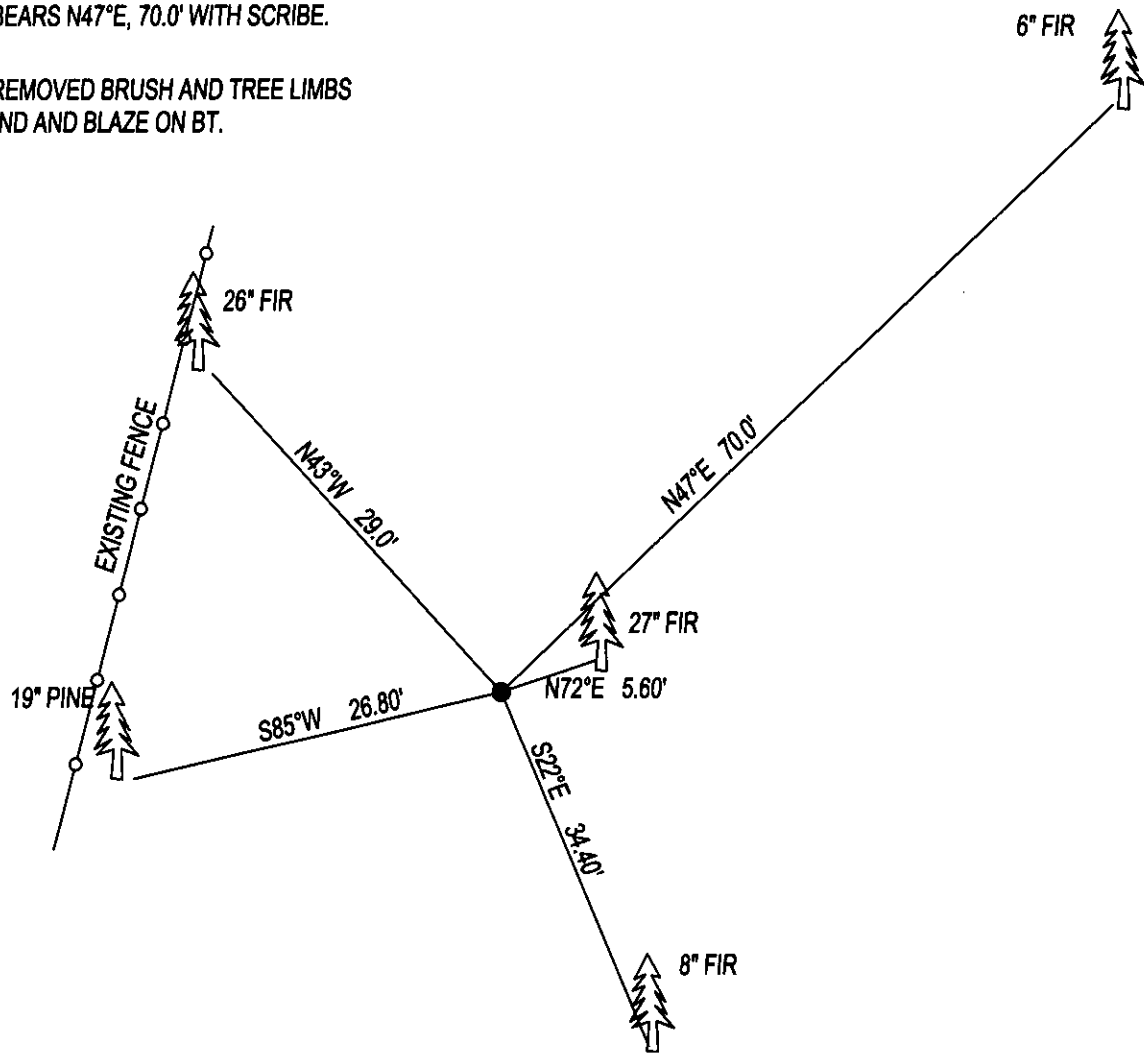 BEARS N47°E, 70.0' WITH SCRIBE.
REMOVED BRUSH AND TREE LIMBS
AND BLAZE ON BT.
6" FIR
26" FIR
EXISTING FENCE
N43°W 29.0'
N47°E 70.0'
27" FIR
19" PINE
S85°W 26.80'
N72°E 5.60'
S22°E 34.40'
8" FIR